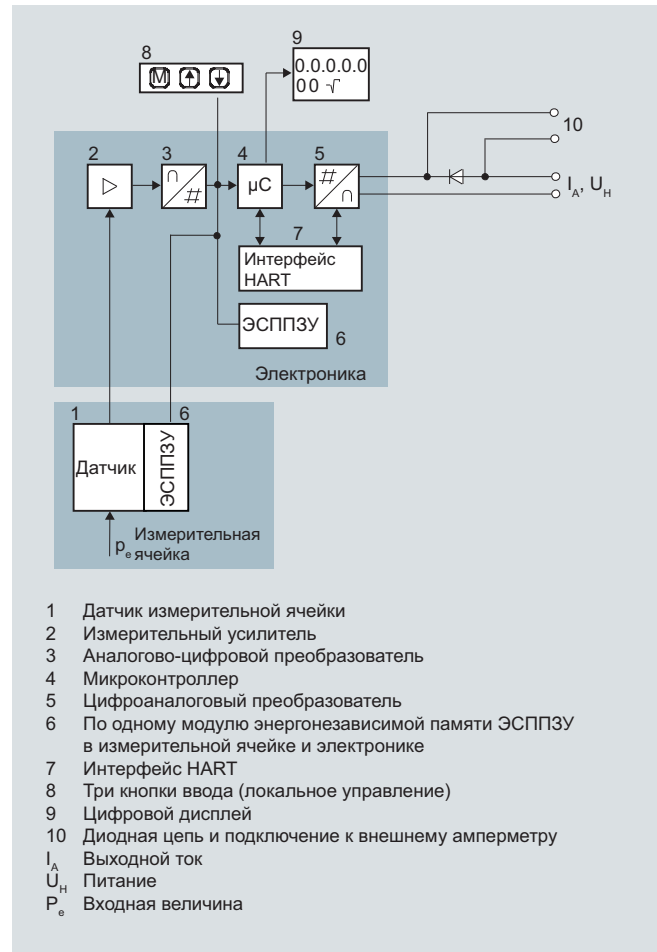 8
9
M
0.0.0.0.0
0 0 √
10
2
3
4
5
∩
#
µC
#
∩
I_A, U_H
7
Интерфейс
HART
ЭСППЗУ
6
Электроника
1
6
Датчик
ЭСППЗУ
Измерительная
p_e ячейка
1 Датчик измерительной ячейки
2 Измерительный усилитель
3 Аналогово-цифровой преобразователь
4 Микроконтроллер
5 Цифроаналоговый преобразователь
6 По одному модулю энергонезависимой памяти ЭСППЗУ
в измерительной ячейке и электронике
7 Интерфейс HART
8 Три кнопки ввода (локальное управление)
9 Цифровой дисплей
10 Диодная цепь и подключение к внешнему амперметру
I_A Выходной ток
U_H Питание
P_e Входная величина